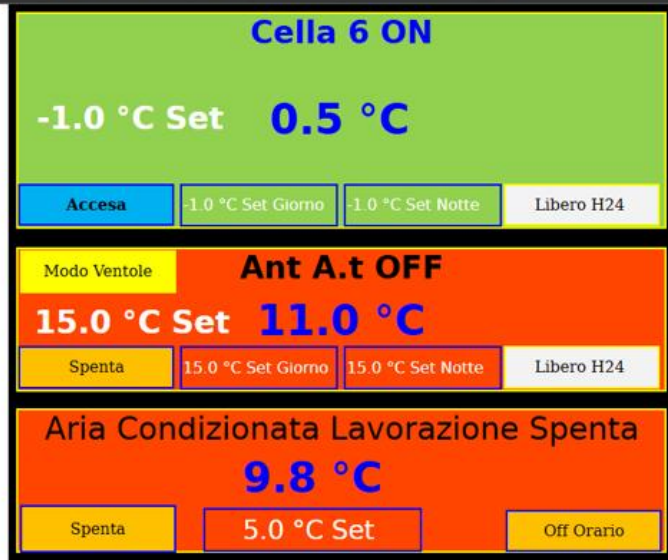 Cella 6 ON
-1.0 °C Set 0.5 °C
Accesa -1.0 °C Set Giorno -1.0 °C Set Notte Libero H24
Modo Ventole Ant A.t OFF
15.0 °C Set 11.0 °C
Spenta 15.0 °C Set Giorno 15.0 °C Set Notte Libero H24
Aria Condizionata Lavorazione Spenta
9.8 °C
Spenta 5.0 °C Set Off Orario